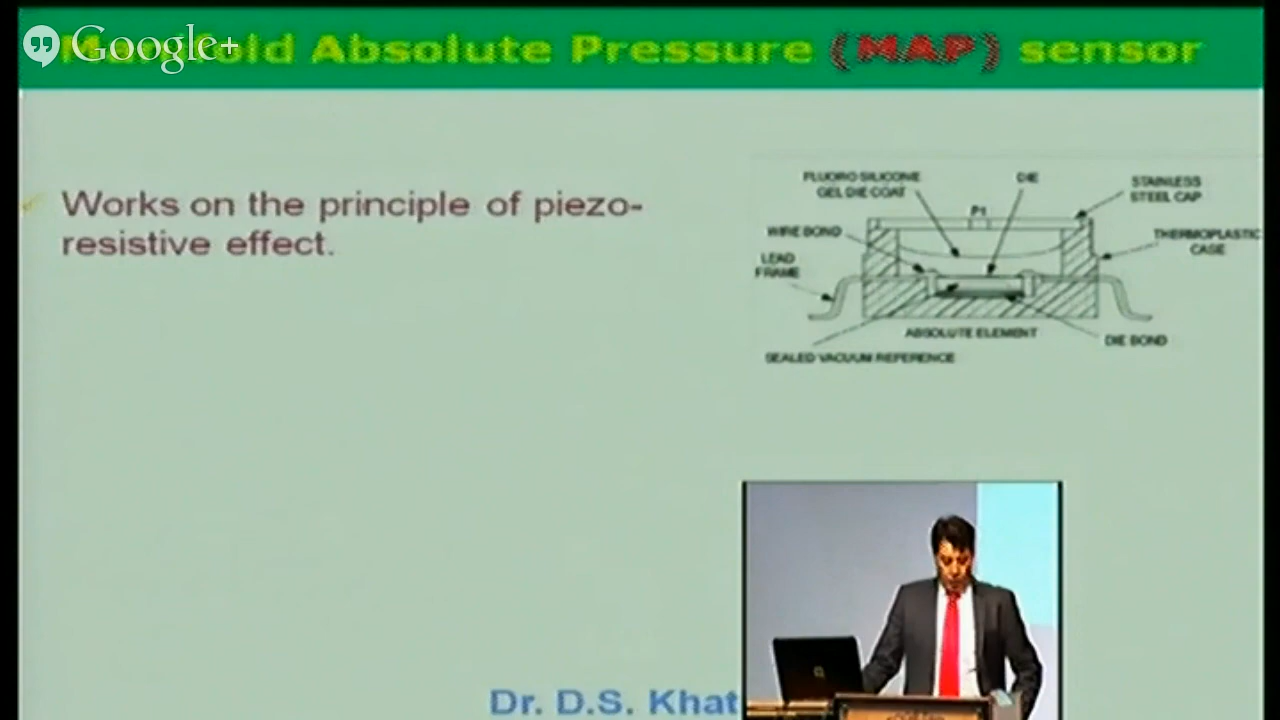 Google+
Absolute Pressure (MAP) sensor
Works on the principle of piezo-
resistive effect.
FLUORO SILICONE
GEL DIE COAT
DIE
STAINLESS
STEEL CAP
P1
WIRE BOND
THERMOPLASTIC
CASE
LEAD
FRAME
ABSOLUTE ELEMENT
DIE BOND
SEALED VACUUM REFERENCE
Dr. D.S. Khat